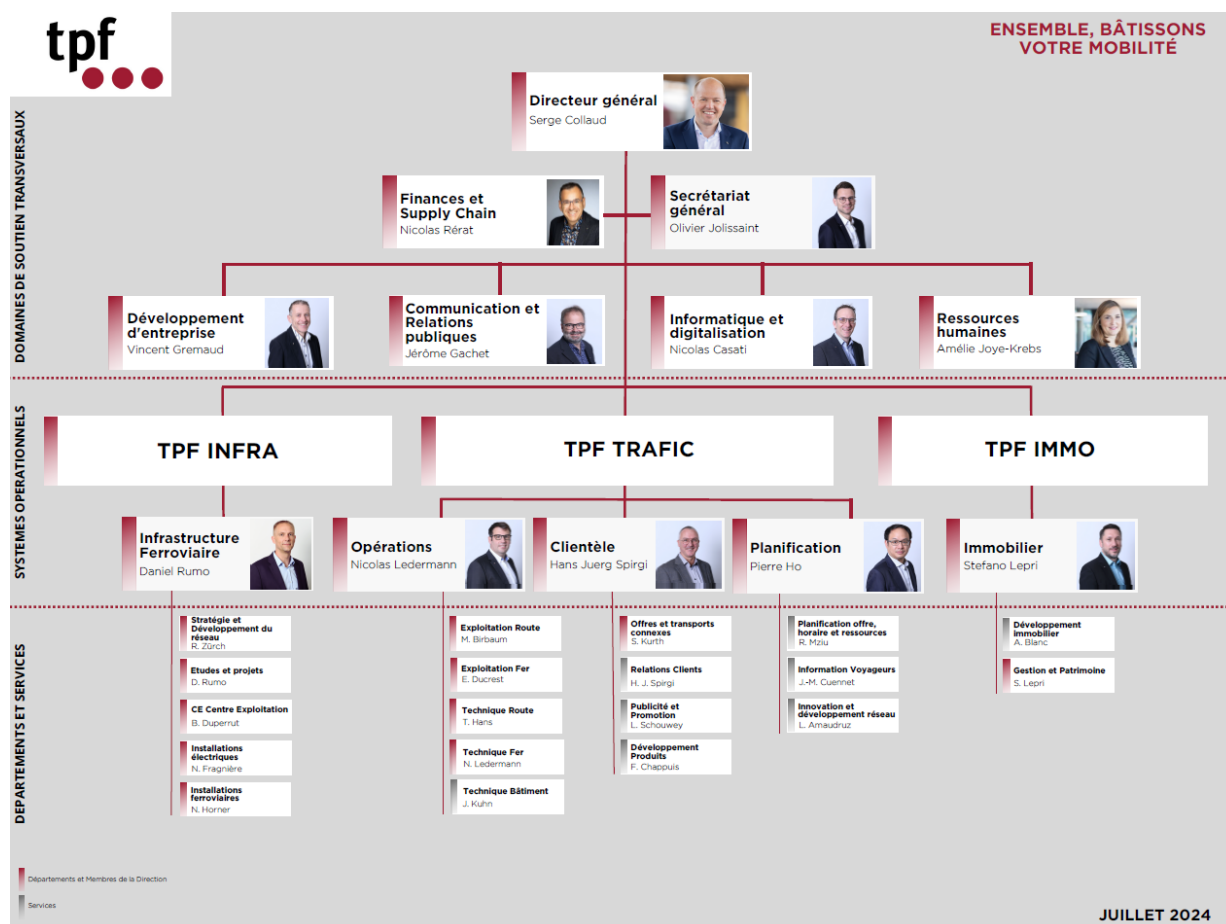 tpf
ENSEMBLE, BÂTISSONS
VOTRE MOBILITÉ
DOMAINES DE SOUTIEN TRANSVERSAUX
Directeur général
Serge Collaud
Finances et
Supply Chain
Nicolas Rérat
Secrétariat
général
Olivier Jolissaint
Développement
d'entreprise
Vincent Gremaud
Communication et
Relations
publiques
Jérôme Gachet
Informatique et
digitalisation
Nicolas Casati
Ressources
humaines
Amélie Joye-Krebs
SYSTEMES OPERATIONNELS
TPF INFRA
TPF TRAFIC
TPF IMMO
Infrastructure
Ferroviaire
Daniel Rumo
Opérations
Nicolas Ledermann
Clientèle
Hans Juerg Spirgi
Planification
Pierre Ho
Immobilier
Stefano Lepri
DEPARTEMENTS ET SERVICES
Stratégie et
Développement du
réseau
R. Zürch
Etudes et projets
D. Rumo
CE Centre Exploitation
B. Duperrut
Installations
électriques
N. Fragnière
Installations
ferroviaires
N. Horner
Exploitation Route
M. Birbaum
Exploitation Fer
E. Ducrest
Technique Route
T. Hans
Technique Fer
N. Ledermann
Technique Bâtiment
J. Kuhn
Offres et transports
connexes
S. Kurth
Relations Clients
H. J. Spirgi
Publicité et
Promotion
L. Schouwey
Développement
Produits
F. Chappuis
Planification offre,
horaire et ressources
R. Mziu
Information Voyageurs
J.-M. Cuennet
Innovation et
développement réseau
L. Amaudruz
Développement
immobilier
A. Blanc
Gestion et Patrimoine
S. Lepri
Départements et Membres de la Direction
Services
JUILLET 2024